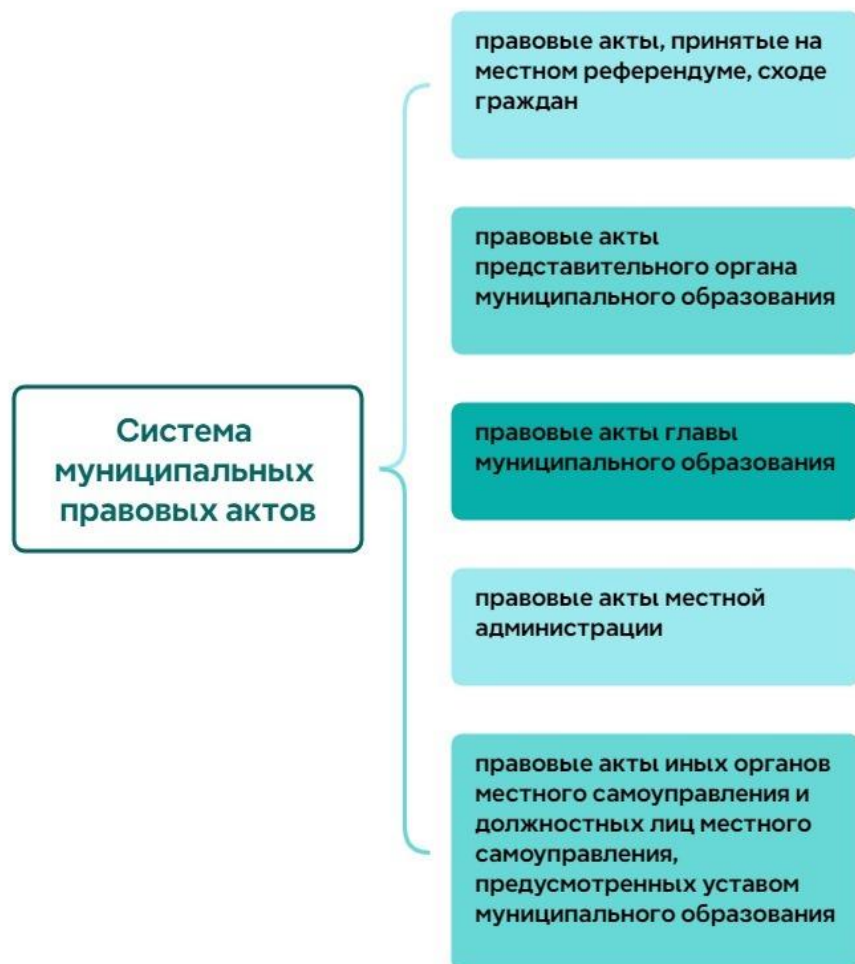 правовые акты, принятые на
местном референдуме, сходе
граждан
правовые акты
представительного органа
муниципального образования
Система
муниципальных
правовых актов
правовые акты главы
муниципального образования
правовые акты местной
администрации
правовые акты иных органов
местного самоуправления и
должностных лиц местного
самоуправления,
предусмотренных уставом
муниципального образования